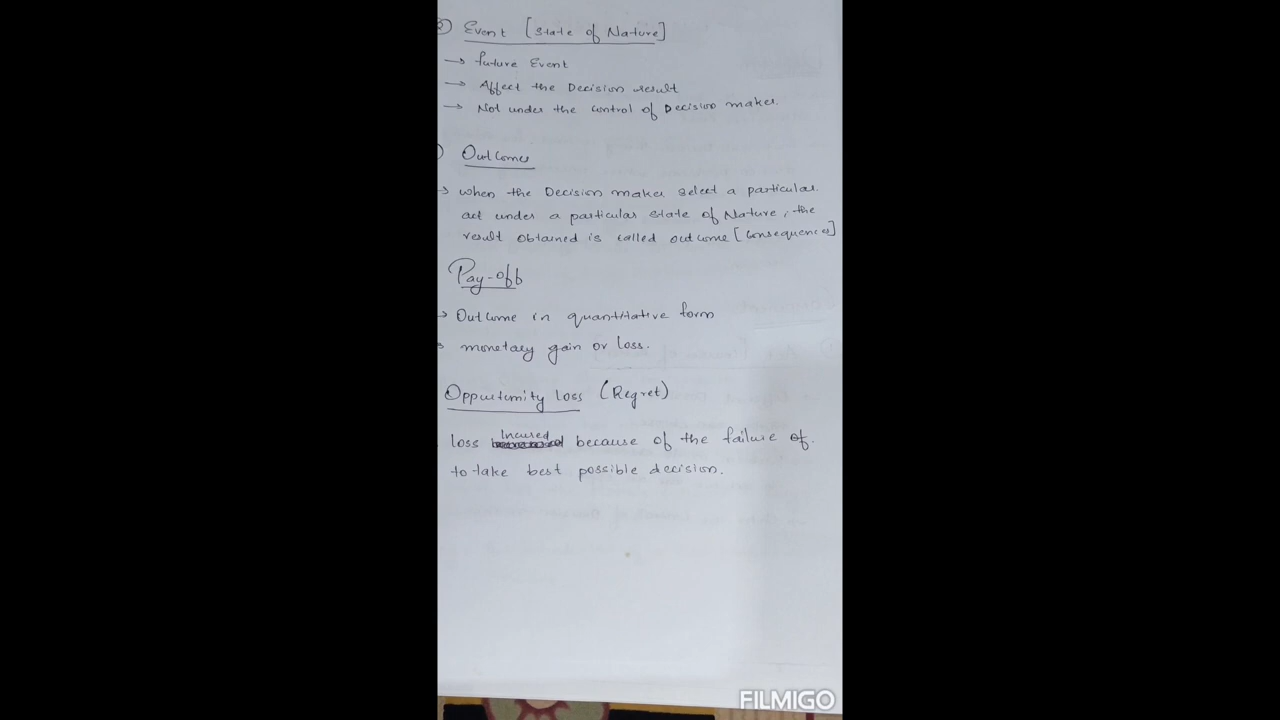 Event [State of Nature]
→ future Event
→ Affect the Decision result
→ Not under the control of Decision maker.
Outcomes
→ when the Decision maker select a particular
act under a particular state of Nature, the
result obtained is called outcome [consequences]
Pay-off
→ Outcome in quantitative form
monetary gain or loss.
Opportunity loss (Regret)
loss Incured because of the failure of
to take best possible decision.
FILMIGO